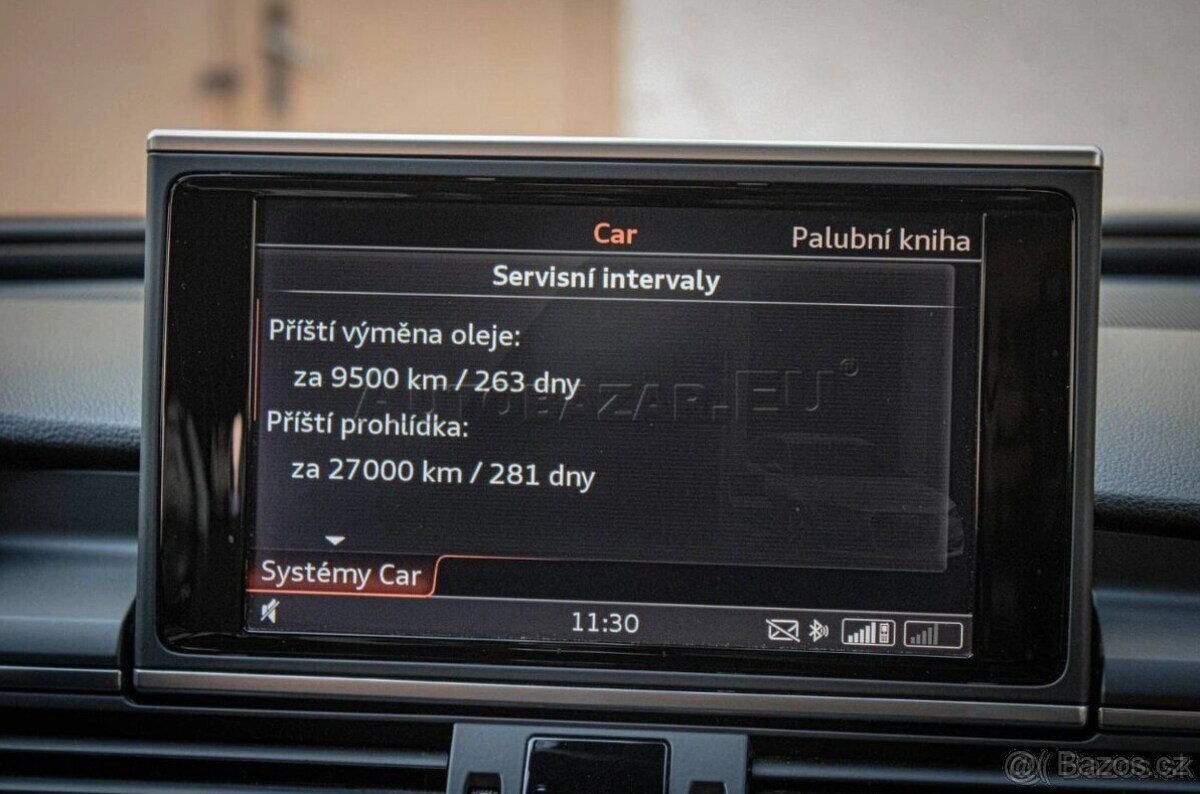 Car
Palubní kniha
Servisní intervaly
Příští výměna oleje:
za 9500 km / 263 dny
AUTOBAZAR.EU®
Příští prohlídka:
za 27000 km / 281 dny
Systémy Car
11:30
Bazos.cz